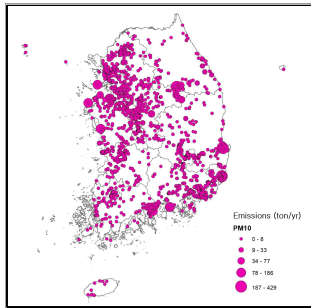 Emissions (ton/yr)
PM10
0 - 8
9 - 33
34 - 77
78 - 186
187 - 429